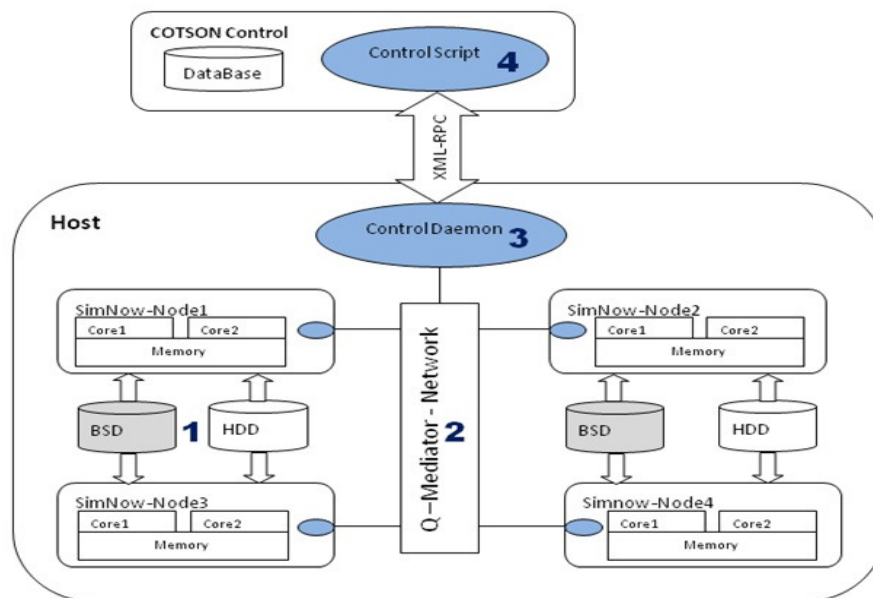 COTSON Control
DataBase
Control Script 4
XML-RPC
Host
Control Daemon 3
SimNow-Node1
Core1 Core2
Memory
SimNow-Node2
Core1 Core2
Memory
BSD 1 HDD
Q-Mediator - Network 2
BSD HDD
SimNow-Node3
Core1 Core2
Memory
Simnow-Node4
Core1 Core2
Memory